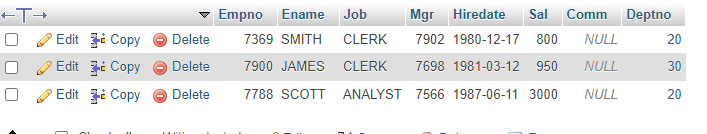 Empno Ename Job Mgr Hiredate Sal Comm Deptno
Edit Copy Delete 7369 SMITH CLERK 7902 1980-12-17 800 NULL 20
Edit Copy Delete 7900 JAMES CLERK 7698 1981-03-12 950 NULL 30
Edit Copy Delete 7788 SCOTT ANALYST 7566 1987-06-11 3000 NULL 20